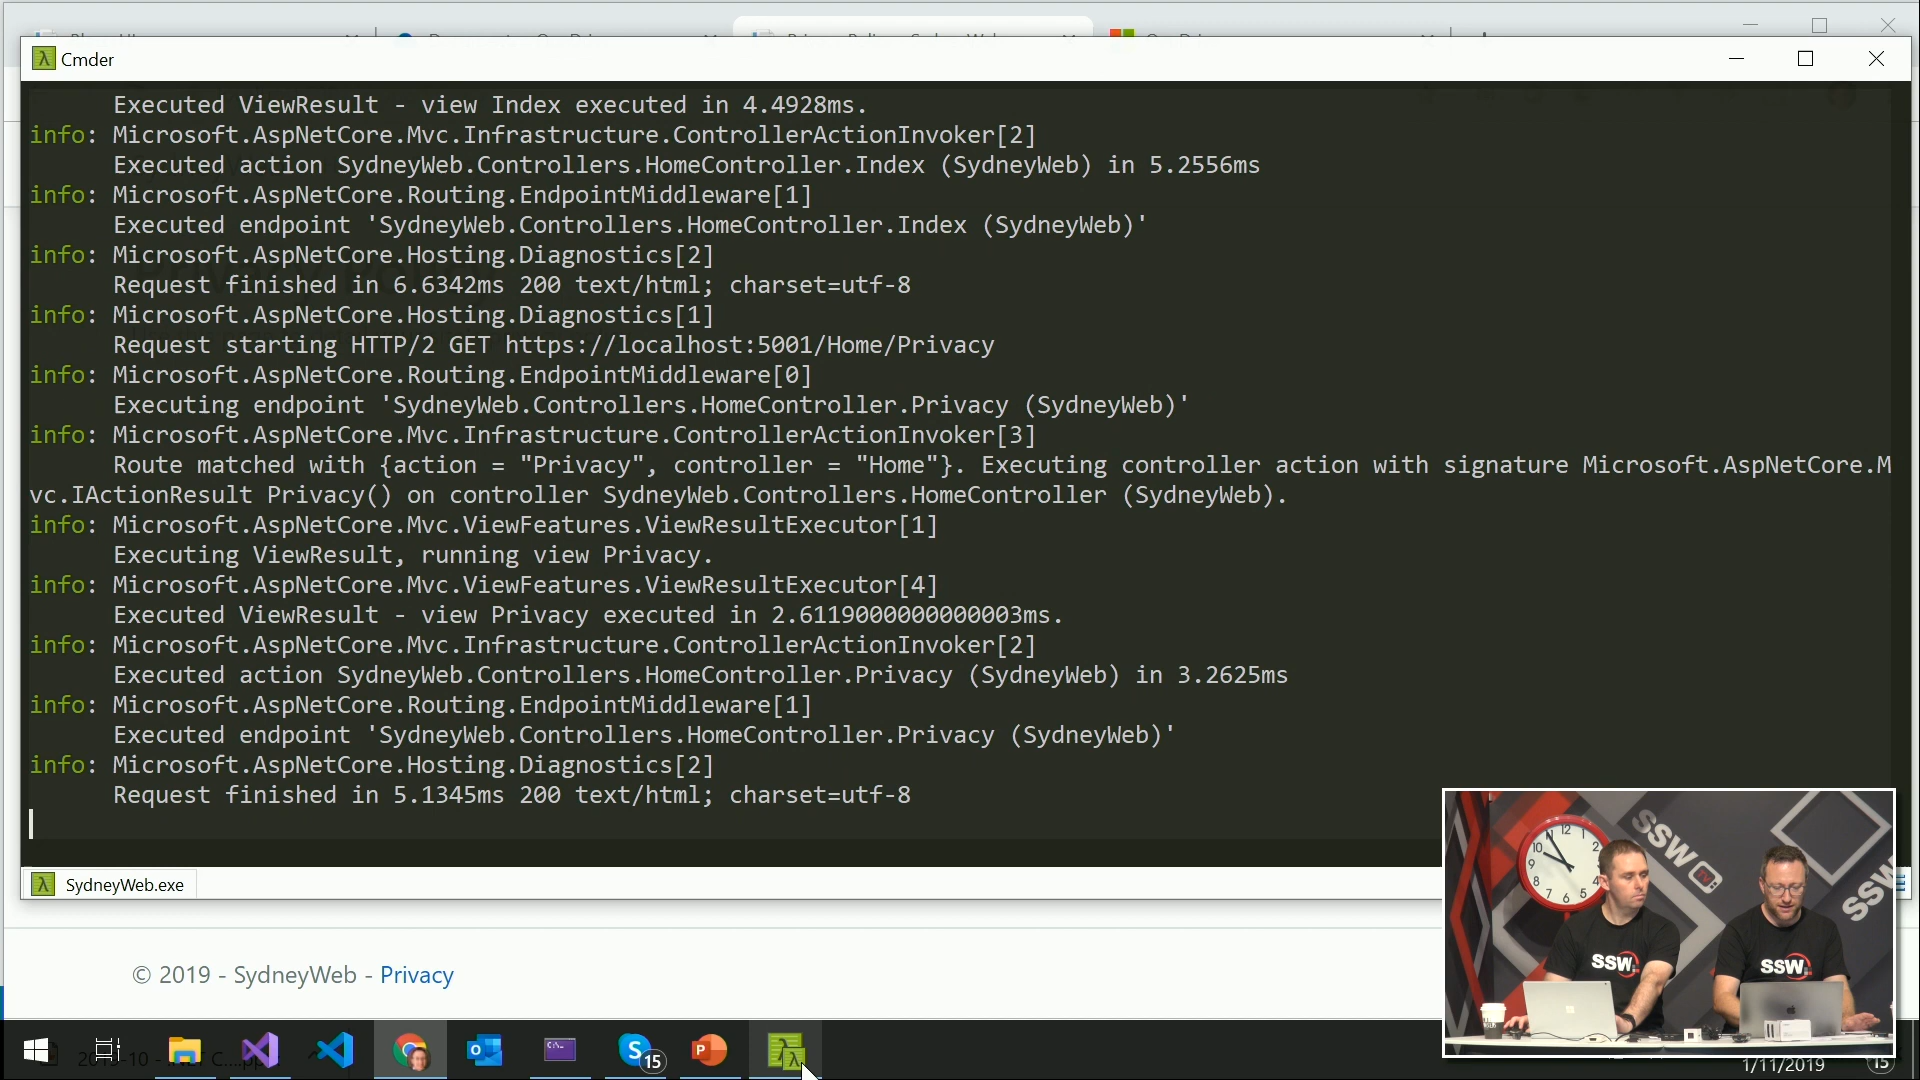 Cmder
Executed ViewResult - view Index executed in 4.4928ms.
info: Microsoft.AspNetCore.Mvc.Infrastructure.ControllerActionInvoker[2]
Executed action SydneyWeb.Controllers.HomeController.Index (SydneyWeb) in 5.2556ms
info: Microsoft.AspNetCore.Routing.EndpointMiddleware[1]
Executed endpoint 'SydneyWeb.Controllers.HomeController.Index (SydneyWeb)'
info: Microsoft.AspNetCore.Hosting.Diagnostics[2]
Request finished in 6.6342ms 200 text/html; charset=utf-8
info: Microsoft.AspNetCore.Hosting.Diagnostics[1]
Request starting HTTP/2 GET https://localhost:5001/Home/Privacy
info: Microsoft.AspNetCore.Routing.EndpointMiddleware[0]
Executing endpoint 'SydneyWeb.Controllers.HomeController.Privacy (SydneyWeb)'
info: Microsoft.AspNetCore.Mvc.Infrastructure.ControllerActionInvoker[3]
Route matched with {action = "Privacy", controller = "Home"}. Executing controller action with signature Microsoft.AspNetCore.M
vc.IActionResult Privacy() on controller SydneyWeb.Controllers.HomeController (SydneyWeb).
info: Microsoft.AspNetCore.Mvc.ViewFeatures.ViewResultExecutor[1]
Executing ViewResult, running view Privacy.
info: Microsoft.AspNetCore.Mvc.ViewFeatures.ViewResultExecutor[4]
Executed ViewResult - view Privacy executed in 2.6119000000000003ms.
info: Microsoft.AspNetCore.Mvc.Infrastructure.ControllerActionInvoker[2]
Executed action SydneyWeb.Controllers.HomeController.Privacy (SydneyWeb) in 3.2625ms
info: Microsoft.AspNetCore.Routing.EndpointMiddleware[1]
Executed endpoint 'SydneyWeb.Controllers.HomeController.Privacy (SydneyWeb)'
info: Microsoft.AspNetCore.Hosting.Diagnostics[2]
Request finished in 5.1345ms 200 text/html; charset=utf-8
SydneyWeb.exe
© 2019 - SydneyWeb - Privacy
SSW TV
SSW
SSW
SSW
15
1/11/2019
15